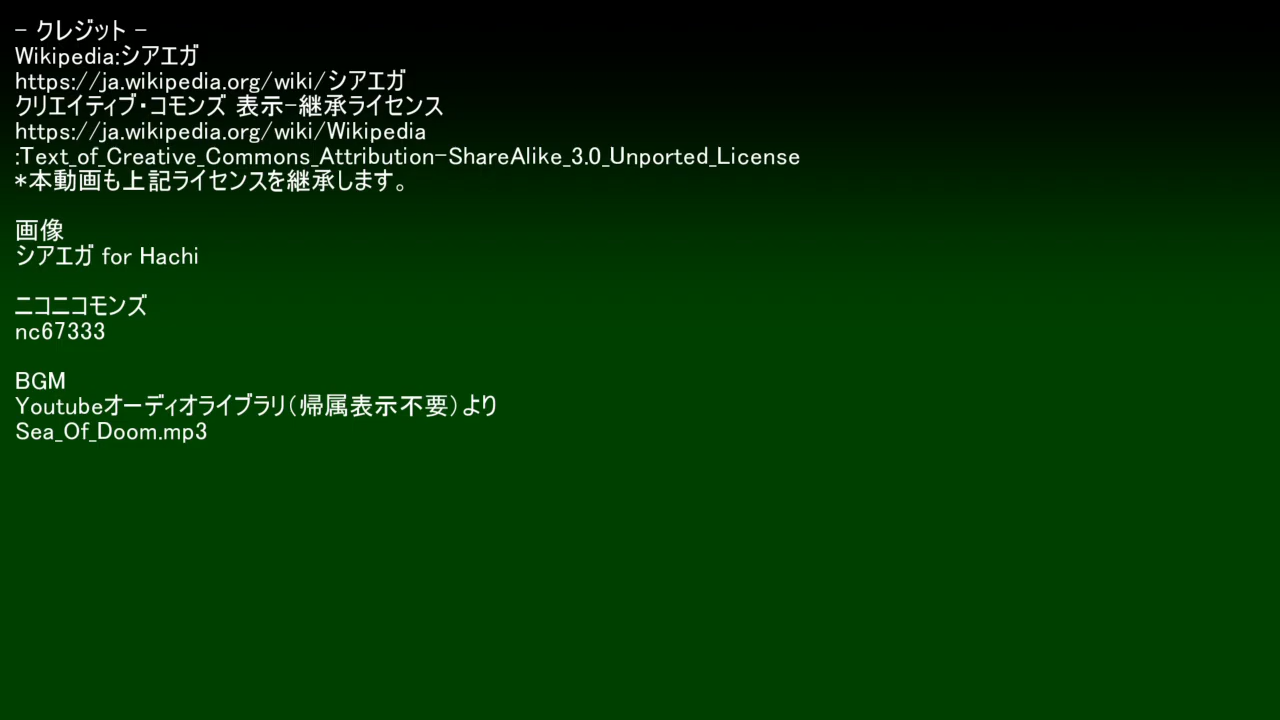 - クレジット -
Wikipedia:シアエガ
https://ja.wikipedia.org/wiki/シアエガ
クリエイティブ・コモンズ 表示-継承ライセンス
https://ja.wikipedia.org/wiki/Wikipedia
:Text_of_Creative_Commons_Attribution-ShareAlike_3.0_Unported_License
*本動画も上記ライセンスを継承します。
画像
シアエガ for Hachi
ニコニコモンズ
nc67333
BGM
Youtubeオーディオライブラリ(帰属表示不要)より
Sea_Of_Doom.mp3